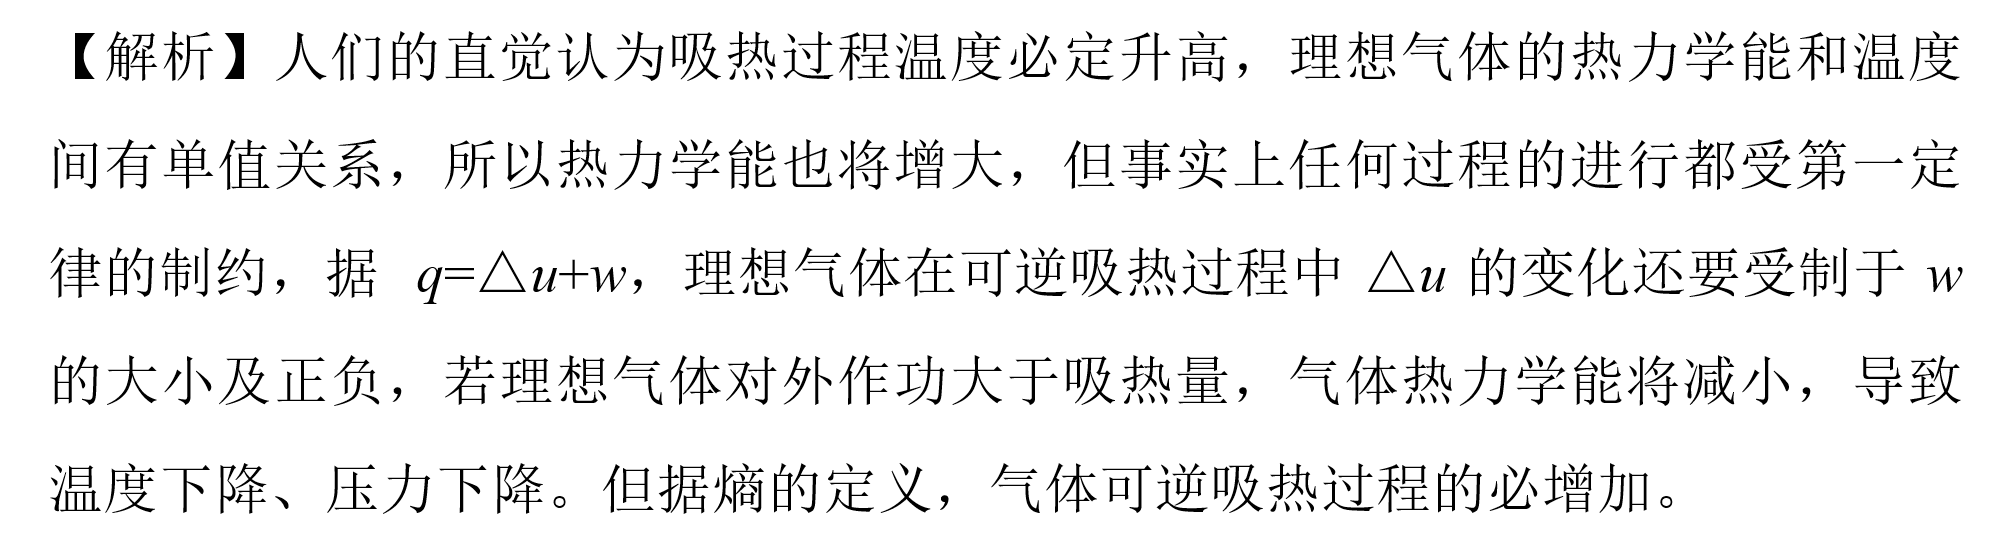 【解析】人们的直觉认为吸热过程温度必定升高，理想气体的热力学能和温度
间有单值关系，所以热力学能也将增大，但事实上任何过程的进行都受第一定
律的制约，据 q=△u+w，理想气体在可逆吸热过程中 △u 的变化还要受制于 w
的大小及正负，若理想气体对外作功大于吸热量，气体热力学能将减小，导致
温度下降、压力下降。但据熵的定义，气体可逆吸热过程的必增加。